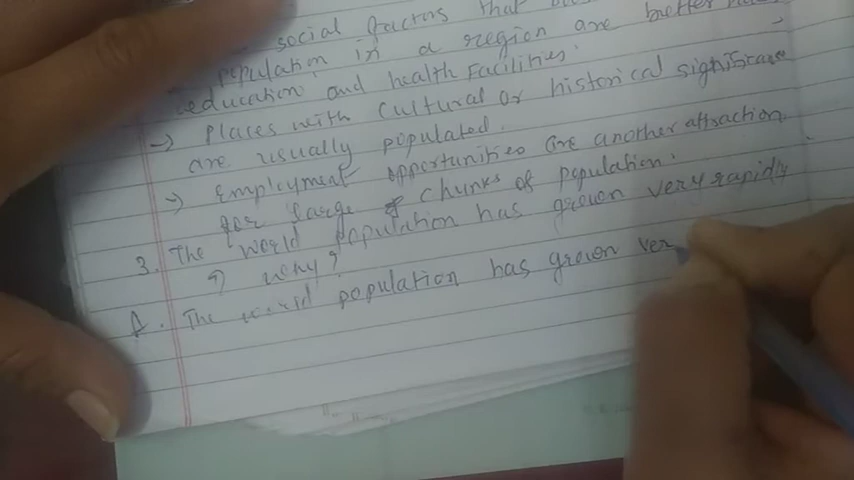 social factors that
population in a region are better
education and health Facilities.
→ Places with cultural or historical significance
are usually populated.
→ Employment opportunities are another attraction
for large chunks of population.
3. The world population has grown very rapidly
why?
A. The world population has grown ver